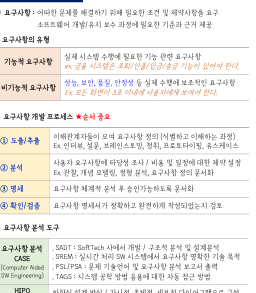 요구사항 : 어떠한 문제를 해결하기 위해 필요한 조건 및 제약사항을 요구
소프트웨어 개발/유지 보수 과정에 필요한 기준과 근거 제공
요구사항의 유형
기능적 요구사항
실제 시스템 수행에 필요한 기능 관련 요구사항
ex. 금융 시스템은 조회/인출/입금/송금 기능이 있어야 한다.
비기능적 요구사항
성능, 보안, 품질, 안정성 등 실제 수행에 보조적인 요구사항
Ex. 모든 화면이 3초 이내에 사용자에게 보여야 한다.
요구사항 개발 프로세스 ★순서 중요
① 도출/추출
이해관계자들이 모여 요구사항 정의 (식별하고 이해하는 과정)
Ex. 인터뷰, 설문, 브레인스토밍, 청취, 프로토타이핑, 유스케이스
② 분석
사용자 요구사항에 타당성 조사 / 비용 및 일정에 대한 제약 설정
Ex. 관찰, 개념 모델링, 정형 분석, 요구사항 정의 문서화
③ 명세
요구사항 체계적 분석 후 승인가능하도록 문서화
④ 확인/검증
요구사항 명세서가 정확하고 완전하게 작성되었는지 검토
요구사항 분석 도구
요구사항 분석
CASE
(Computer Aided
SW Engineering)
. SADT : SoftTech 사에서 개발 / 구조적 분석 및 설계분석
. SREM : 실시간 처리 SW 시스템에서 요구사항 명확한 기술 목적
. PSL/PSA : 문제 기술언어 및 요구사항 분석 보고서 출력
. TAGS : 시스템 공학 방법 응용에 대한 자동 접근 방법
HIPO